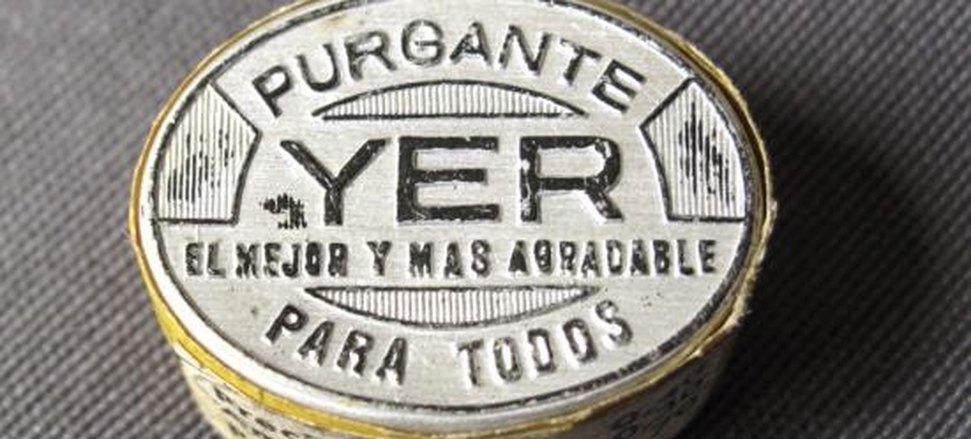 PURGANTE
YER
EL MEJOR Y MAS AGRADABLE
PARA TODOS